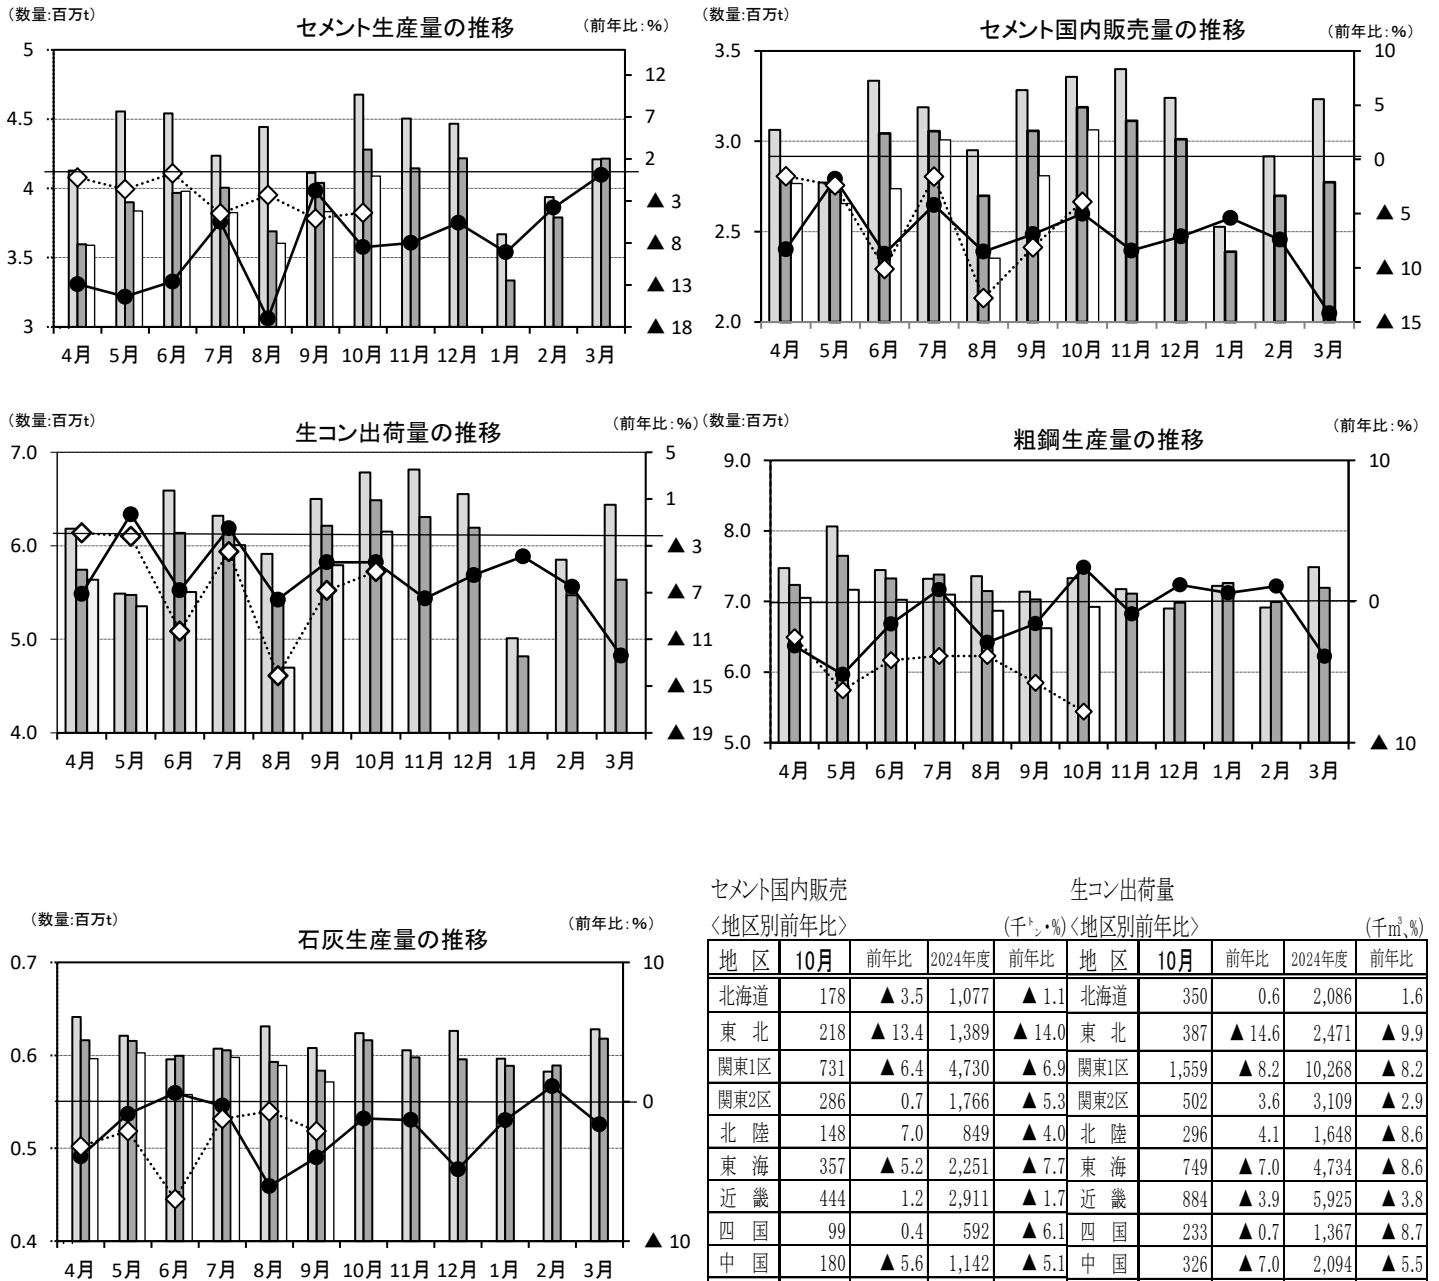 (数量:百万t)
セメント生産量の推移
(前年比:%)
5
4.5
4
3.5
3
12
7
2
▲ 3
▲ 8
▲ 13
▲ 18
4月 5月 6月 7月 8月 9月 10月 11月 12月 1月 2月 3月
(数量:百万t)
セメント国内販売量の推移
(前年比:%)
3.5
3.0
2.5
2.0
10
5
0
▲ 5
▲ 10
▲ 15
4月 5月 6月 7月 8月 9月 10月 11月 12月 1月 2月 3月
(数量:百万t)
生コン出荷量の推移
(前年比:%)
7.0
6.0
5.0
4.0
5
1
▲ 3
▲ 7
▲ 11
▲ 15
▲ 19
4月 5月 6月 7月 8月 9月 10月 11月 12月 1月 2月 3月
(数量:百万t)
粗鋼生産量の推移
(前年比:%)
9.0
8.0
7.0
6.0
5.0
10
0
▲ 10
4月 5月 6月 7月 8月 9月 10月 11月 12月 1月 2月 3月
(数量:百万t)
石灰生産量の推移
(前年比:%)
0.7
0.6
0.5
0.4
10
0
▲ 10
4月 5月 6月 7月 8月 9月 10月 11月 12月 1月 2月 3月
セメント国内販売 生コン出荷量
〈地区別前年比〉 (千㌧・%) 〈地区別前年比〉 (千㎥、%)
地 区 10月 前年比 2024年度 前年比 地 区 10月 前年比 2024年度 前年比
北海道 178 ▲ 3.5 1,077 ▲ 1.1 北海道 350 0.6 2,086 1.6
東 北 218 ▲ 13.4 1,389 ▲ 14.0 東 北 387 ▲ 14.6 2,471 ▲ 9.9
関東1区 731 ▲ 6.4 4,730 ▲ 6.9 関東1区 1,559 ▲ 8.2 10,268 ▲ 8.2
関東2区 286 0.7 1,766 ▲ 5.3 関東2区 502 3.6 3,109 ▲ 2.9
北 陸 148 7.0 849 ▲ 4.0 北 陸 296 4.1 1,648 ▲ 8.6
東 海 357 ▲ 5.2 2,251 ▲ 7.7 東 海 749 ▲ 7.0 4,734 ▲ 8.6
近 畿 444 1.2 2,911 ▲ 1.7 近 畿 884 ▲ 3.9 5,925 ▲ 3.8
四 国 99 0.4 592 ▲ 6.1 四 国 233 ▲ 0.7 1,367 ▲ 8.7
中 国 180 ▲ 5.6 1,142 ▲ 5.1 中 国 326 ▲ 7.0 2,094 ▲ 5.5